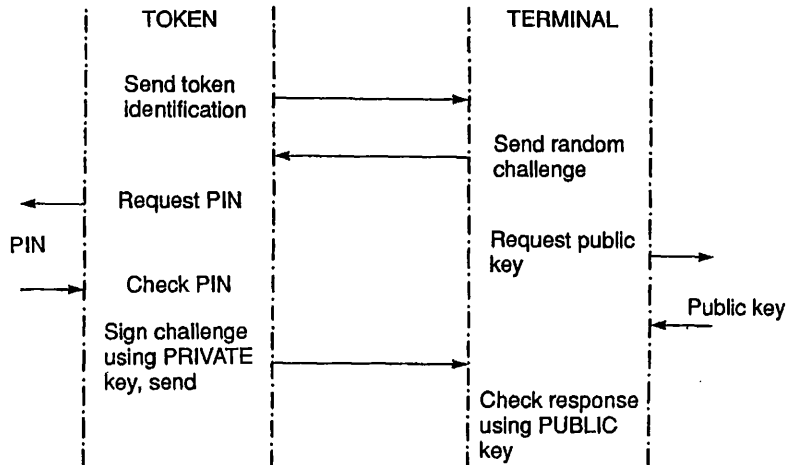 TOKEN
TERMINAL
Send token
identification
Send random
challenge
Request PIN
PIN
Request public
key
Check PIN
Public key
Sign challenge
using PRIVATE
key, send
Check response
using PUBLIC
key